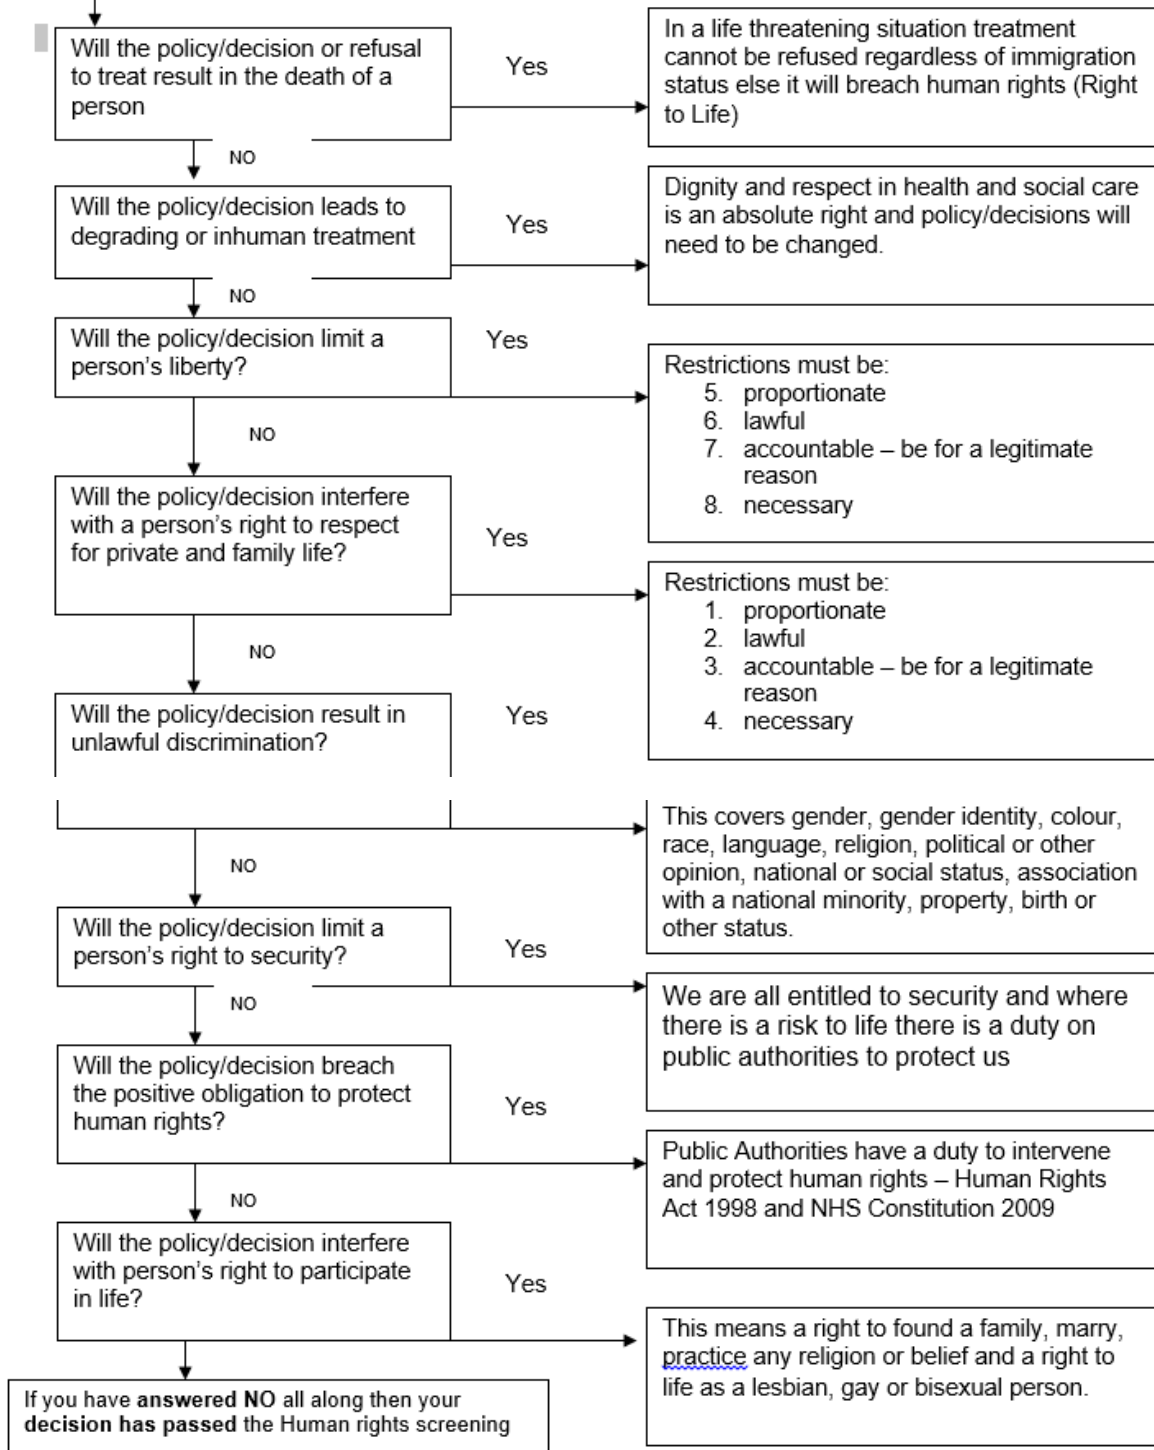 Will the policy/decision or refusal
to treat result in the death of a
person
Yes
In a life threatening situation treatment
cannot be refused regardless of immigration
status else it will breach human rights (Right
to Life)
NO
Will the policy/decision leads to
degrading or inhuman treatment
Yes
Dignity and respect in health and social care
is an absolute right and policy/decisions will
need to be changed.
NO
Will the policy/decision limit a
person’s liberty?
Yes
Restrictions must be:
5. proportionate
6. lawful
7. accountable – be for a legitimate
reason
8. necessary
NO
Will the policy/decision interfere
with a person’s right to respect
for private and family life?
Yes
Restrictions must be:
1. proportionate
2. lawful
3. accountable – be for a legitimate
reason
4. necessary
NO
Will the policy/decision result in
unlawful discrimination?
Yes
This covers gender, gender identity, colour,
race, language, religion, political or other
opinion, national or social status, association
with a national minority, property, birth or
other status.
NO
Will the policy/decision limit a
person’s right to security?
Yes
We are all entitled to security and where
there is a risk to life there is a duty on
public authorities to protect us
NO
Will the policy/decision breach
the positive obligation to protect
human rights?
Yes
Public Authorities have a duty to intervene
and protect human rights – Human Rights
Act 1998 and NHS Constitution 2009
NO
Will the policy/decision interfere
with person’s right to participate
in life?
Yes
This means a right to found a family, marry,
practice any religion or belief and a right to
life as a lesbian, gay or bisexual person.
If you have answered NO all along then your
decision has passed the Human rights screening